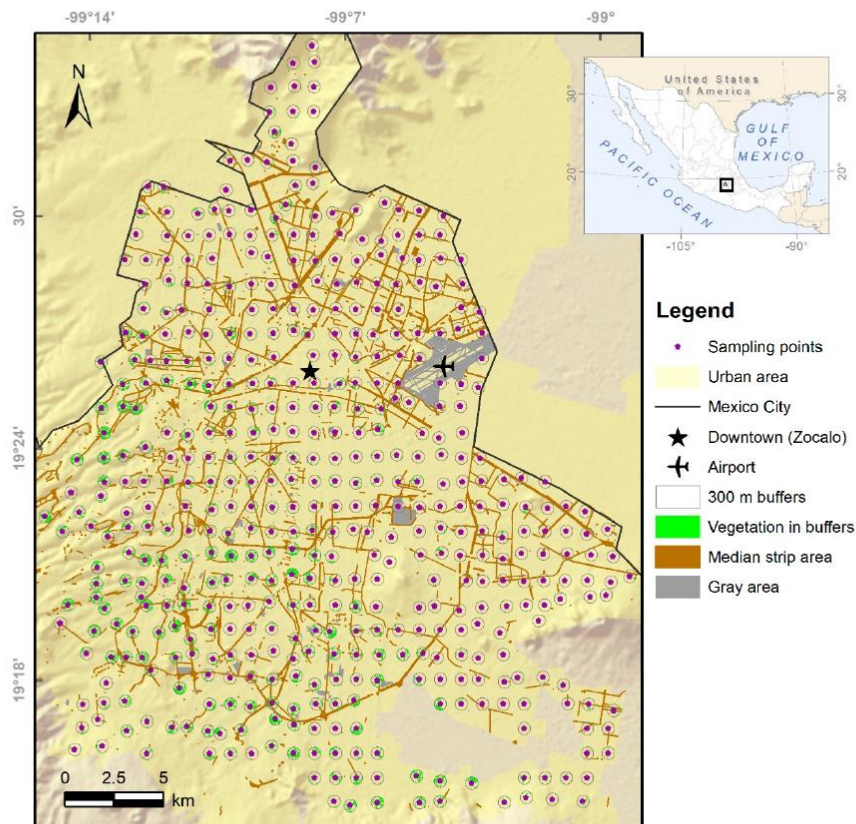 -99°14'
-99°7'
-99°
N
30'
19°24'
19°18'
0
2.5
5
km
United States
of America
30°
30°
GULF
OF
MEXICO
PACIFIC OCEAN
20°
20°
-105°
-90°
Legend
Sampling points
Urban area
Mexico City
Downtown (Zocalo)
Airport
300 m buffers
Vegetation in buffers
Median strip area
Gray area